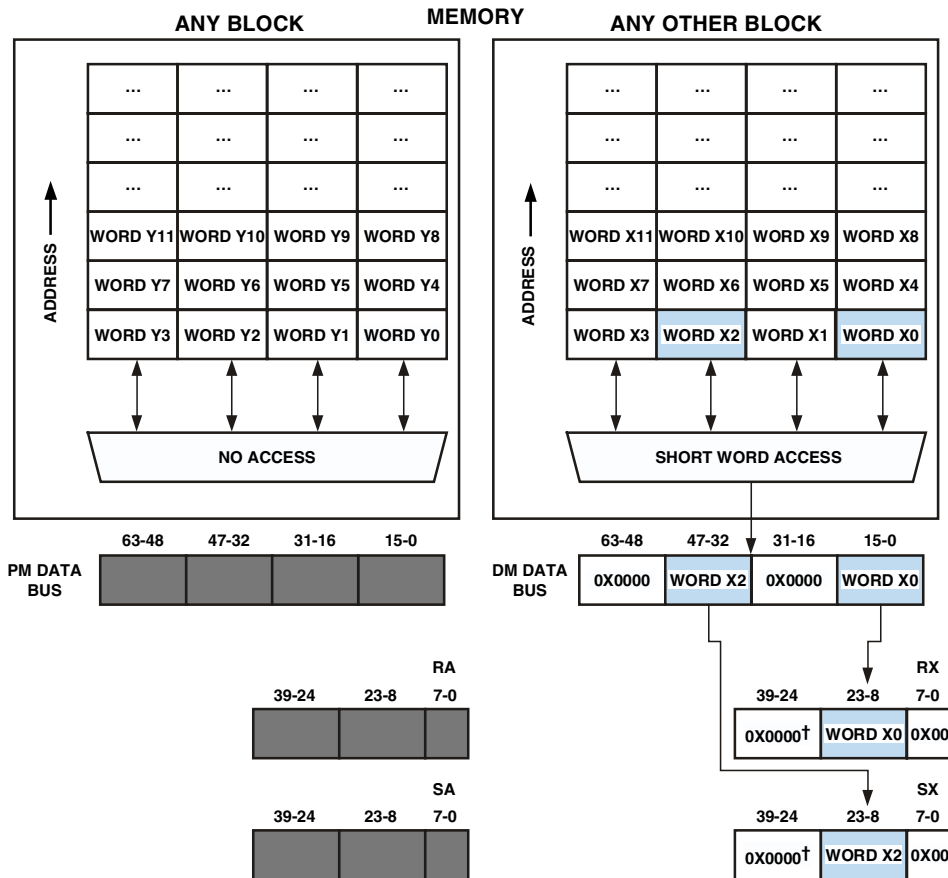 MEMORY
ANY BLOCK
ANY OTHER BLOCK
... ... ... ...
... ... ... ...
... ... ... ...
WORD Y11 WORD Y10 WORD Y9 WORD Y8
WORD Y7 WORD Y6 WORD Y5 WORD Y4
WORD Y3 WORD Y2 WORD Y1 WORD Y0
ADDRESS
NO ACCESS
... ... ... ...
... ... ... ...
... ... ... ...
WORD X11 WORD X10 WORD X9 WORD X8
WORD X7 WORD X6 WORD X5 WORD X4
WORD X3 WORD X2 WORD X1 WORD X0
ADDRESS
SHORT WORD ACCESS
63-48 47-32 31-16 15-0
PM DATA
BUS
63-48 47-32 31-16 15-0
DM DATA
BUS
0X0000 WORD X2 0X0000 WORD X0
RA
39-24 23-8 7-0
RX
39-24 23-8 7-0
0X0000† WORD X0 0X00
SA
39-24 23-8 7-0
SX
39-24 23-8 7-0
0X0000† WORD X2 0X00